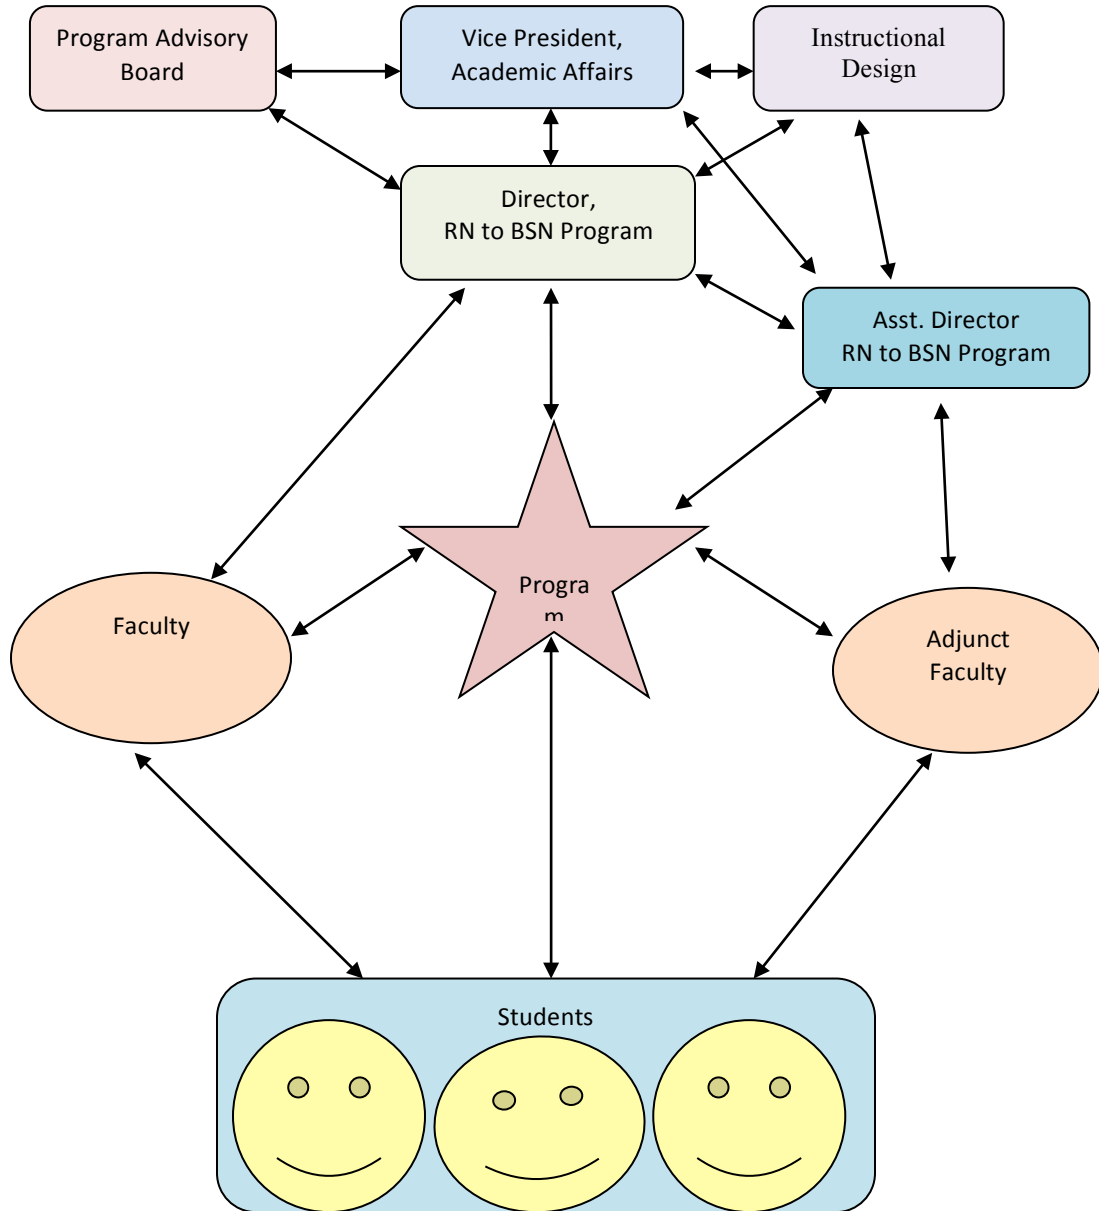 Program Advisory
Board
Vice President,
Academic Affairs
Instructional
Design
Director,
RN to BSN Program
Asst. Director
RN to BSN Program
Progra
m
Faculty
Adjunct
Faculty
Students